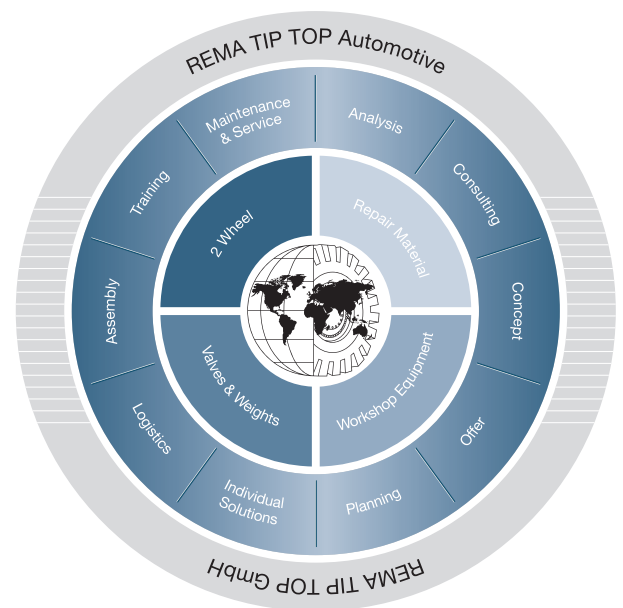 REMA TIP TOP Automotive
Analysis
Consulting
Concept
Offer
Planning
Individual
Solutions
Logistics
Assembly
Training
Maintenance
& Service
2 Wheel
Repair Material
Workshop Equipment
Valves & Weights
REMA TIP TOP GmbH